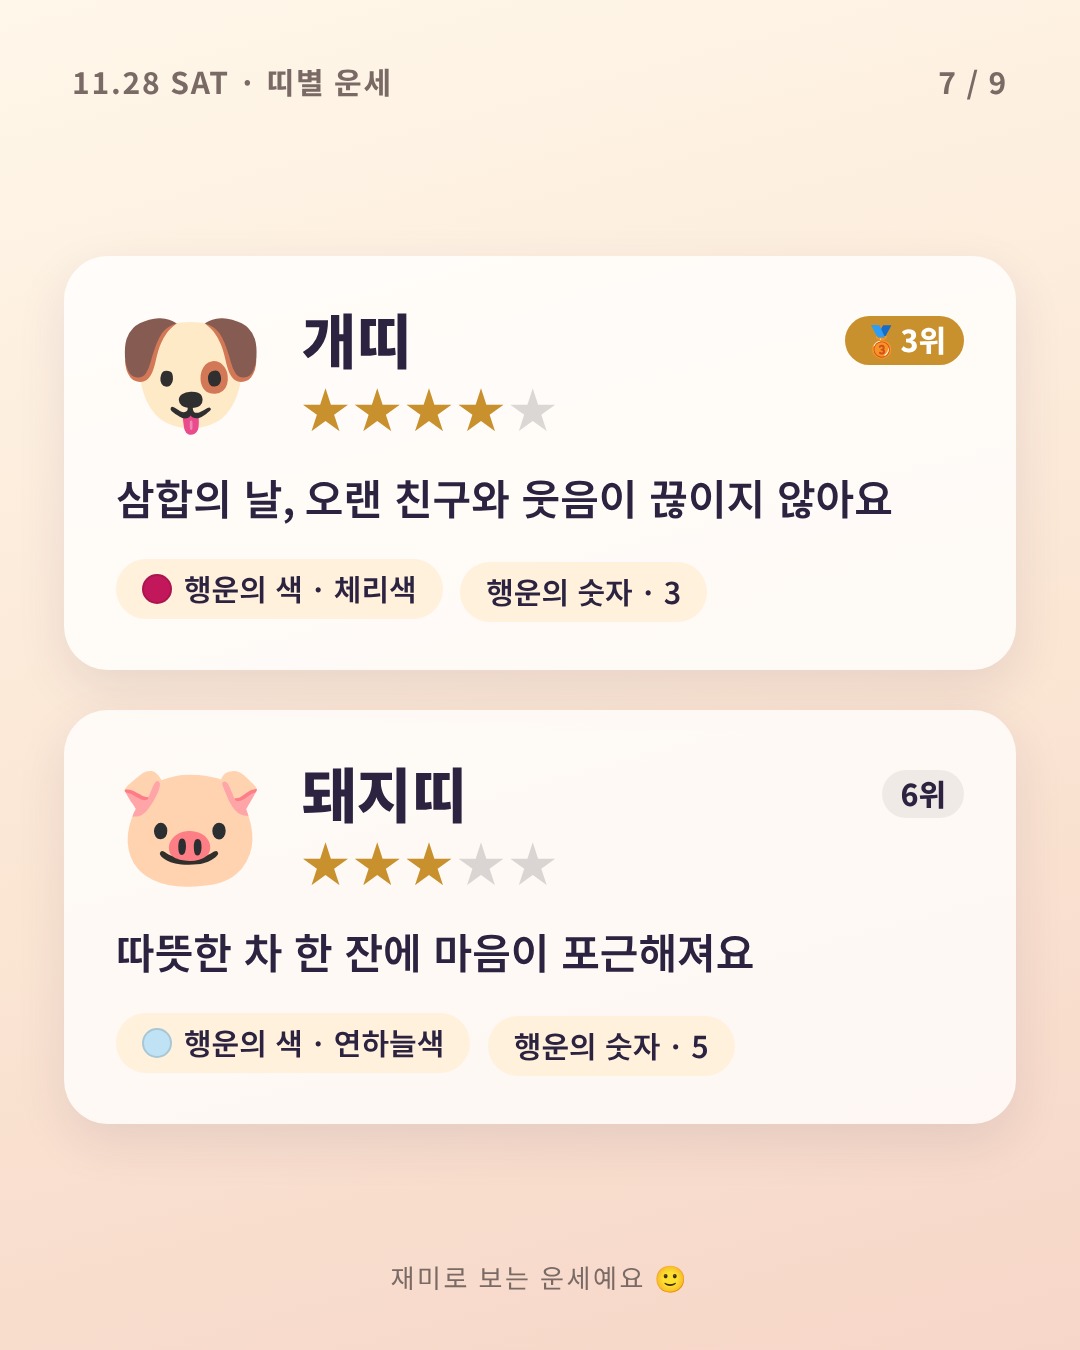 11.28 SAT · 띠별 운세
7 / 9
개띠
3위
★★★★★
삼합의 날, 오랜 친구와 웃음이 끊이지 않아요
행운의 색 · 체리색
행운의 숫자 · 3
돼지띠
6위
★★★★★
따뜻한 차 한 잔에 마음이 포근해져요
행운의 색 · 연하늘색
행운의 숫자 · 5
재미로 보는 운세예요 🙂